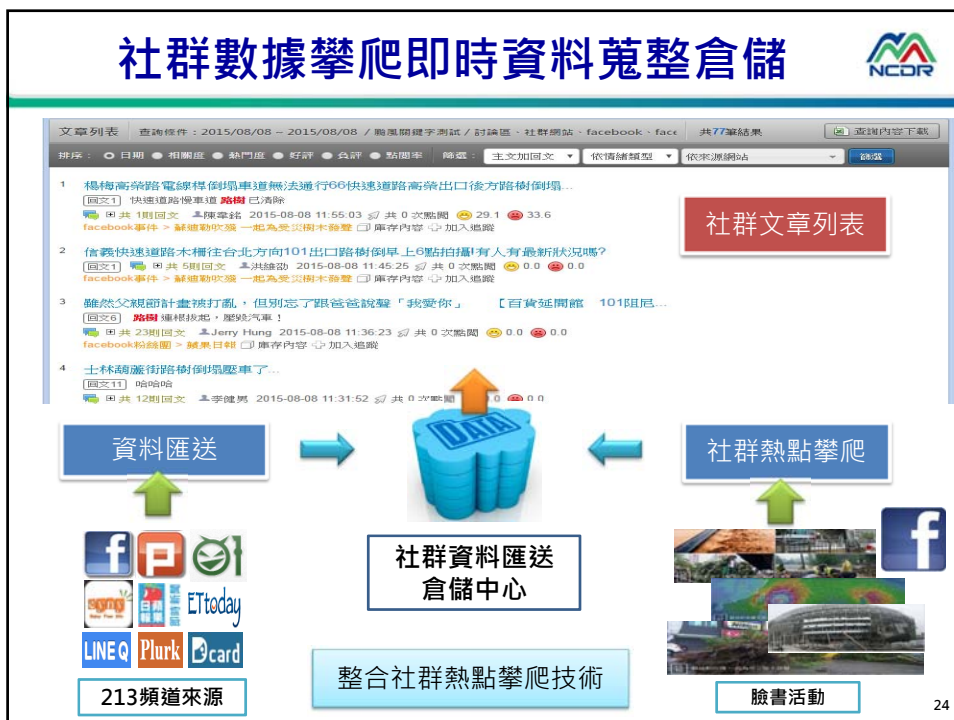 社群數據攀爬即時資料蒐整倉儲
NCDR
文章列表 查詢條件：2015/08/08 ~ 2015/08/08 / 颱風關鍵字測試 / 討論區、社群網站、facebook、face 共77筆結果 查詢內容下載
排序： 日期 相關度 熱門度 好評 負評 點閱率 篩選： 主文加回文 依情緒類型 依來源網站 篩選
1 楊梅高榮路電線桿倒塌車道無法通行66快速道路高榮出口後方路樹倒塌...
回文1 快速道路慢車道 路樹 已清除
共 1則回文 陳韋銘 2015-08-08 11:55:03 共 0 次點閱 29.1 33.6
facebook事件 > 蘇迪勒吹殘 一起為受災樹木發聲 庫存內容 加入追蹤
2 信義快速道路木柵往台北方向101出口路樹倒早上6點拍攝!有人有最新狀況嗎?
回文1 共 5則回文 洪維劭 2015-08-08 11:45:25 共 0 次點閱 0.0 0.0
facebook事件 > 蘇迪勒吹殘 一起為受災樹木發聲 庫存內容 加入追蹤
3 雖然父親節計畫被打亂，但別忘了跟爸爸說聲「我愛你」 【百貨延開館 101阻尼...
回文6 路樹 連根拔起，壓毀汽車！
共 23則回文 Jerry Hung 2015-08-08 11:36:23 共 0 次點閱 0.0 0.0
facebook粉絲團 > 蘋果日報 庫存內容 加入追蹤
4 士林葫蘆街路樹倒塌壓車了...
回文11 哈哈哈
共 12則回文 李健男 2015-08-08 11:31:52 共 0 次點閱 0.0
社群文章列表
資料匯送
DATA
社群熱點攀爬
社群資料匯送
倉儲中心
ETtoday
LINE Q Plurk Dcard
213頻道來源
整合社群熱點攀爬技術
臉書活動
24